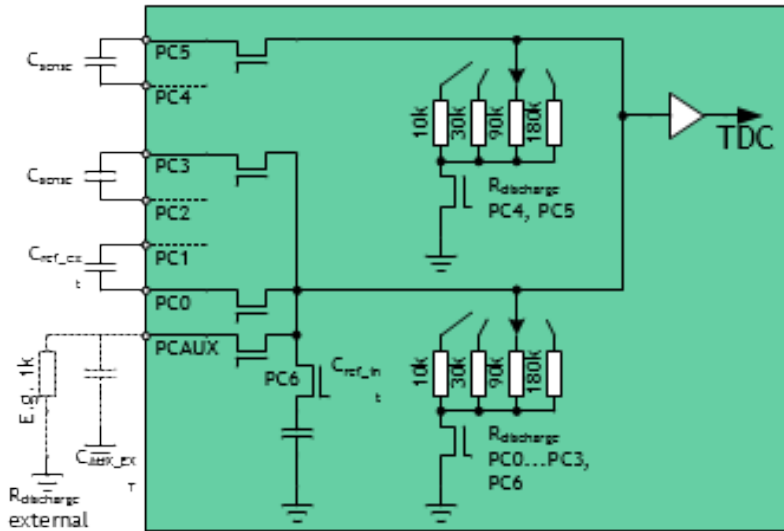 PC5
Csense
PC4
10k
30k
90k
180k
TDC
PC3
Csense
Rdischarge
PC4, PC5
PC2
Cref_ex
t
PC1
PC0
PCAUX
PC6
Cref_in
t
10k
30k
90k
180k
Rdischarge
PC0...PC3,
PC6
CAUX_EX
T
Rdischarge
external